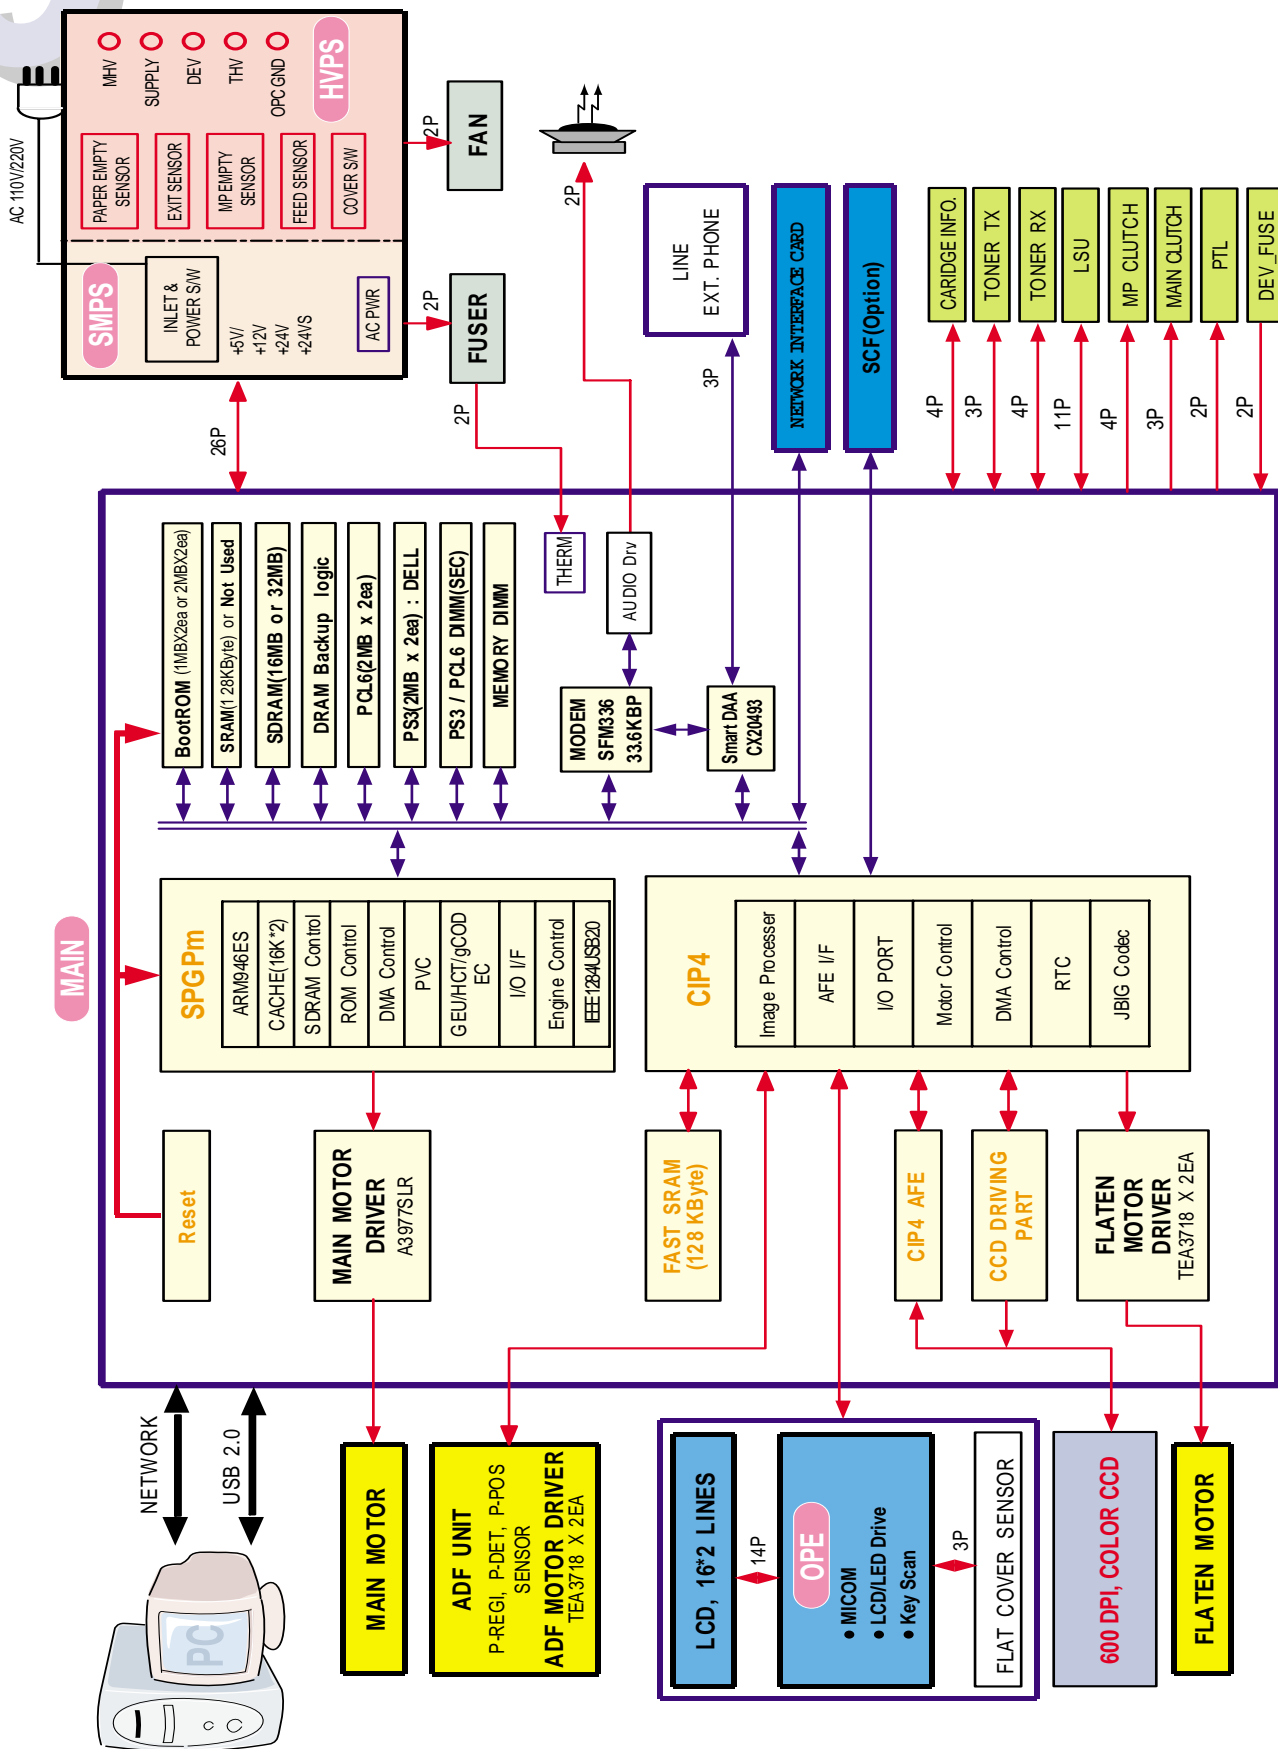 MAIN
NETWORK
USB 2.0
PC
MAIN MOTOR
ADF UNIT
P-REGI, P-DET, P-POS
SENSOR
ADF MOTOR DRIVER
TEA3718 X 2EA
LCD, 16*2 LINES
14P
OPE
● MICOM
● LCD/LED Drive
● Key Scan
3P
FLAT COVER SENSOR
600 DPI, COLOR CCD
FLATEN MOTOR
Reset
MAIN MOTOR
DRIVER
A3977SLR
FAST SRAM
(128 KByte)
CIP4 AFE
CCD DRIVING
PART
FLATEN
MOTOR
DRIVER
TEA3718 X 2EA
SPGPm
ARM946ES
CACHE(16K*2)
SDRAM Control
ROM Control
DMA Control
PVC
GEU/HCT/gCOD
EC
I/O I/F
Engine Control
IEEE1284/USB20
CIP4
Image Processer
AFE I/F
I/O PORT
Motor Control
DMA Control
RTC
JBIG Codec
BootROM (1MBX2ea or 2MBX2ea)
SRAM(128KByte) or Not Used
SDRAM(16MB or 32MB)
DRAM Backup logic
PCL6(2MB x 2ea)
PS3(2MB x 2ea) : DELL
PS3 / PCL6 DIMM(SEC)
MEMORY DIMM
MODEM
SFM336
33.6KBP
Smart DAA
CX20493
THERM
AUDIO Drv
26P
2P
2P
2P
2P
3P
AC 110V/220V
SMPS
INLET &
POWER S/W
+5V/
+12V
+24V
+24VS
AC PWR
PAPER EMPTY
SENSOR
EXIT SENSOR
MP EMPTY
SENSOR
FEED SENSOR
COVER S/W
MHV
SUPPLY
DEV
THV
OPC GND
HVPS
FUSER
FAN
LINE
EXT. PHONE
NETWORK INTERFACE CARD
SCF(Option)
4P
3P
4P
11P
4P
3P
2P
2P
CARIDGE INFO.
TONER TX
TONER RX
LSU
MP CLUTCH
MAIN CLUTCH
PTL
DEV_FUSE